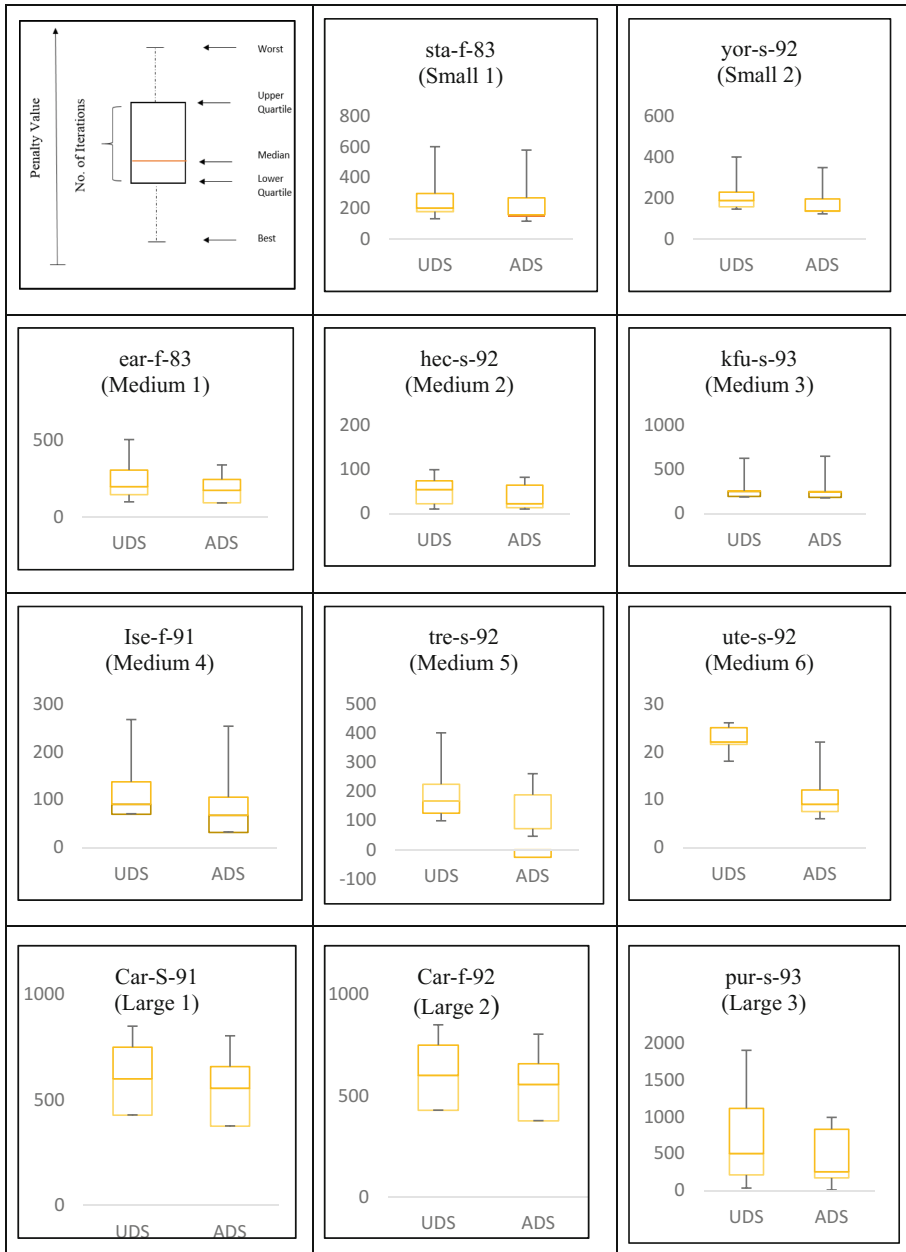 Penalty Value
No. of Iterations
Worst
Upper
Quartile
Median
Lower
Quartile
Best
sta-f-83
(Small 1)
800
600
400
200
0
UDS ADS
yor-s-92
(Small 2)
600
400
200
0
UDS ADS
ear-f-83
(Medium 1)
500
0
UDS ADS
hec-s-92
(Medium 2)
200
100
0
UDS ADS
kfu-s-93
(Medium 3)
1000
500
0
UDS ADS
Ise-f-91
(Medium 4)
300
200
100
0
UDS ADS
tre-s-92
(Medium 5)
500
400
300
200
100
0
-100
UDS ADS
ute-s-92
(Medium 6)
30
20
10
0
UDS ADS
Car-S-91
(Large 1)
1000
500
0
UDS ADS
Car-f-92
(Large 2)
1000
500
0
UDS ADS
pur-s-93
(Large 3)
2000
1500
1000
500
0
UDS ADS